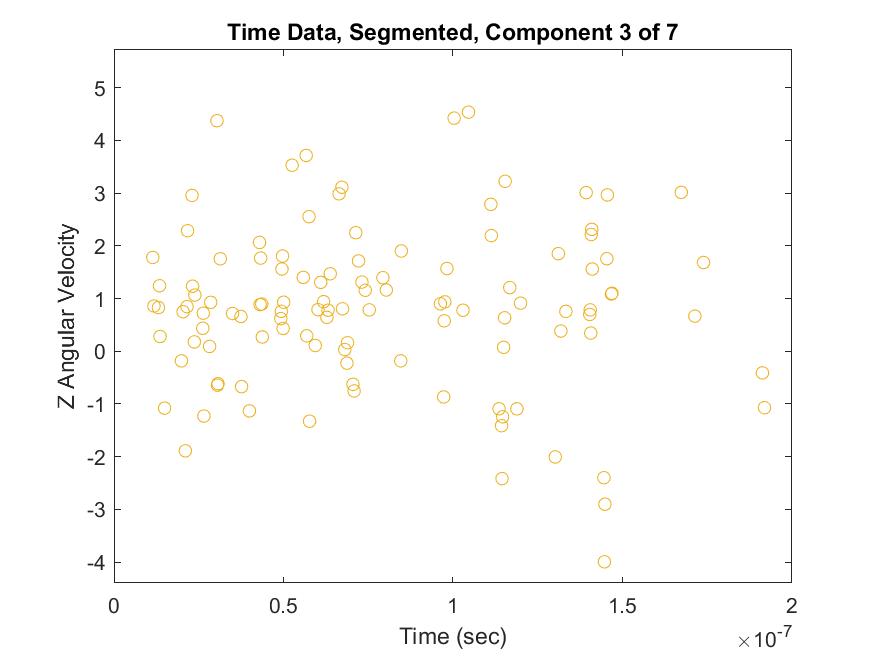 Time Data, Segmented, Component 3 of 7
Z Angular Velocity
5
4
3
2
1
0
-1
-2
-3
-4
0 0.5 1 1.5 2
Time (sec)
×10⁻⁷